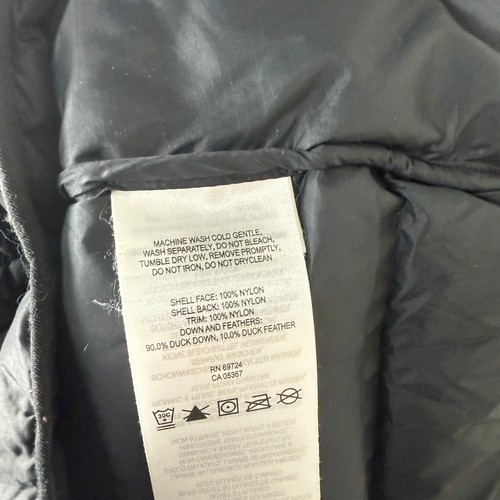 MACHINE WASH COLD GENTLE,
WASH SEPARATELY, DO NOT BLEACH,
TUMBLE DRY LOW, REMOVE PROMPTLY,
DO NOT IRON, DO NOT DRYCLEAN
SHELL FACE: 100% NYLON
SHELL BACK: 100% NYLON
TRIM: 100% NYLON
DOWN AND FEATHERS:
90.0% DUCK DOWN, 10.0% DUCK FEATHER
RN 69724
CA 05367
30C